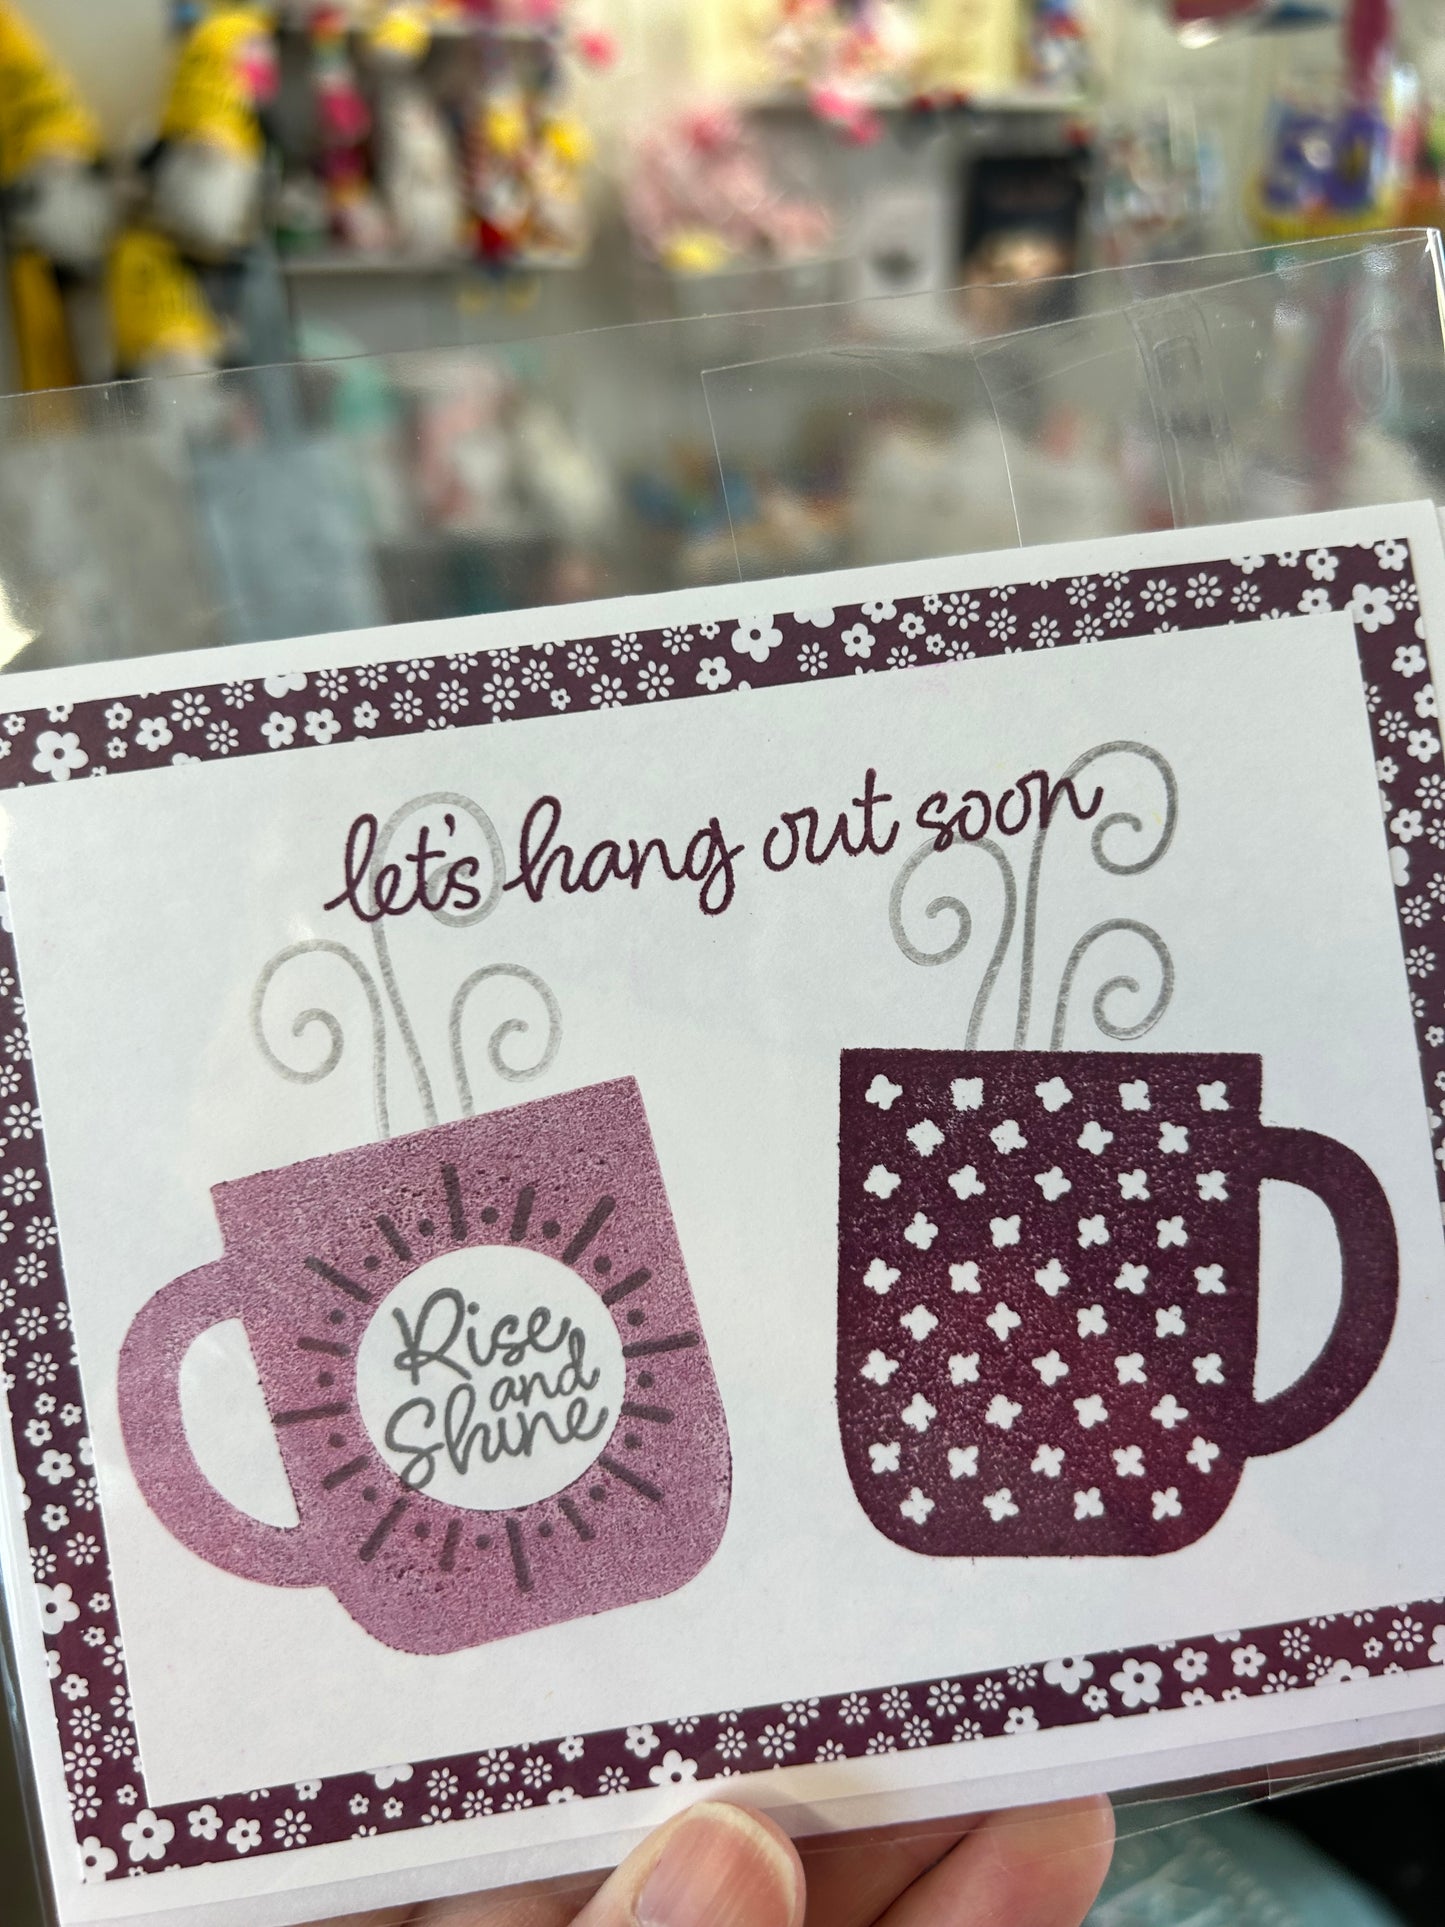 let's hang out soon
Rise
and
Shine